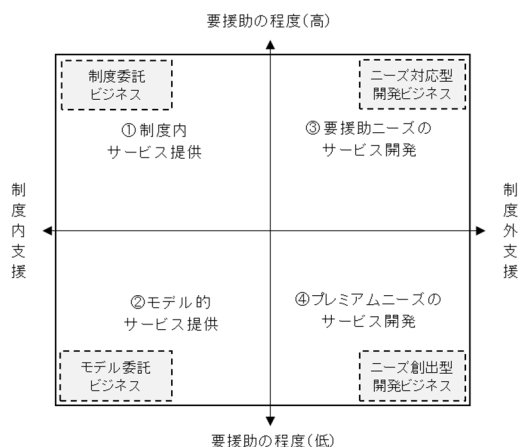 要援助の程度(高)
制度委託
ビジネス
ニーズ対応型
開発ビジネス
①制度内
サービス提供
③要援助ニーズの
サービス開発
制度内支援
制度外支援
②モデル的
サービス提供
④プレミアムニーズの
サービス開発
モデル委託
ビジネス
ニーズ創出型
開発ビジネス
要援助の程度(低)